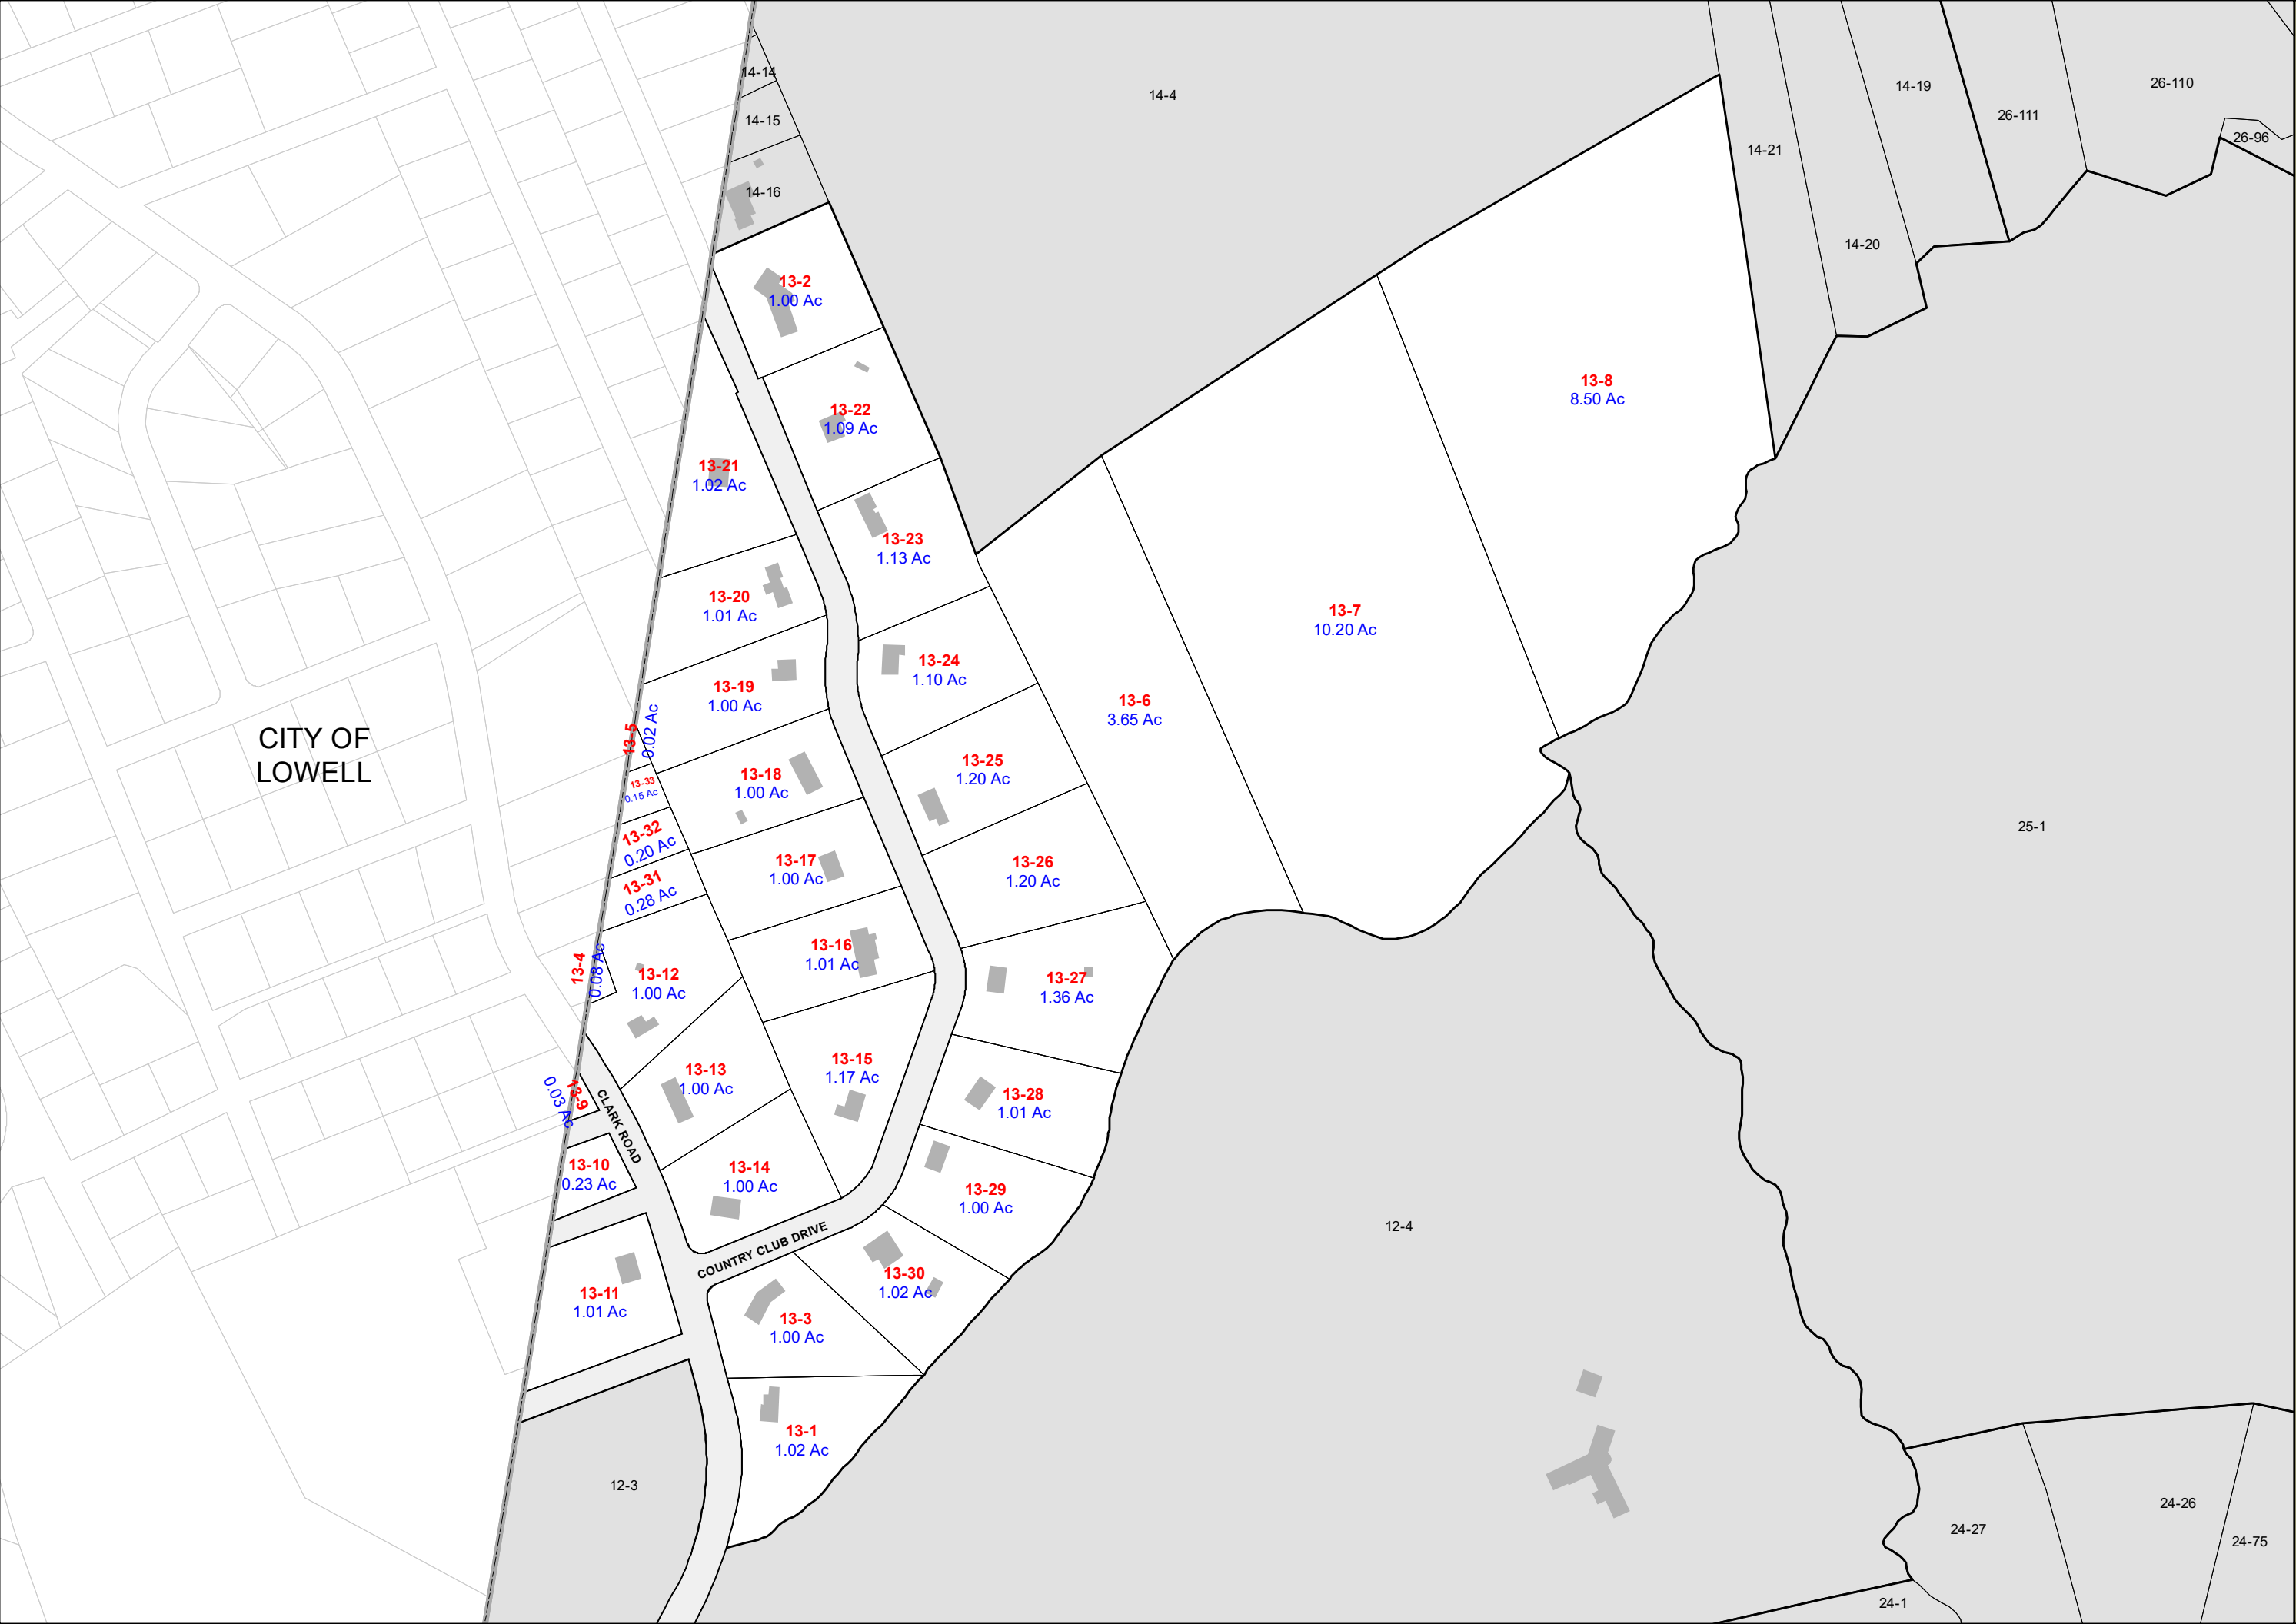 14-14
14-4
14-19
26-110
26-111
26-96
14-15
14-21
14-16
14-20
13-2
1.00 Ac
13-8
8.50 Ac
13-22
1.09 Ac
13-21
1.02 Ac
13-23
1.13 Ac
13-20
1.01 Ac
13-7
10.20 Ac
13-24
1.10 Ac
13-19
1.00 Ac
13-6
3.65 Ac
13-5
0.02 Ac
CITY OF
LOWELL
13-25
1.20 Ac
13-18
1.00 Ac
13-33
0.15 Ac
13-32
0.20 Ac
25-1
13-17
1.00 Ac
13-26
1.20 Ac
13-31
0.28 Ac
13-16
1.01 Ac
13-4
0.08 Ac
13-12
1.00 Ac
13-27
1.36 Ac
13-15
1.17 Ac
13-13
1.00 Ac
13-9
0.03 Ac
13-28
1.01 Ac
CLARK ROAD
13-10
0.23 Ac
13-14
1.00 Ac
13-29
1.00 Ac
12-4
COUNTRY CLUB DRIVE
13-30
1.02 Ac
13-11
1.01 Ac
13-3
1.00 Ac
13-1
1.02 Ac
12-3
24-26
24-27
24-75
24-1